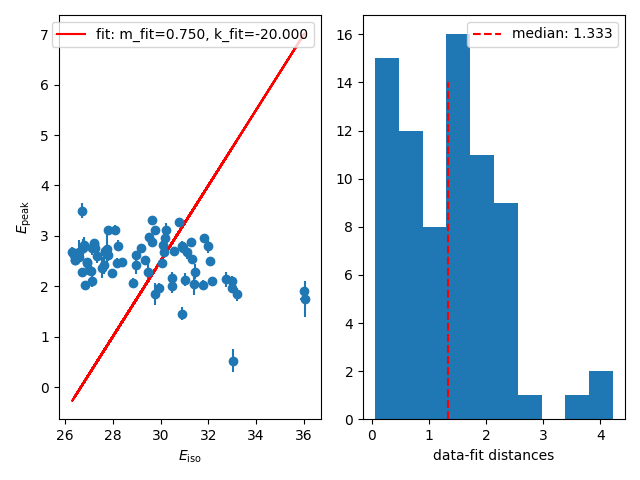 fit: m_fit=0.750, k_fit=-20.000
7
6
5
4
3
2
1
0
E_peak
26 28 30 32 34 36
E_iso
median: 1.333
16
14
12
10
8
6
4
2
0
0 1 2 3 4
data-fit distances